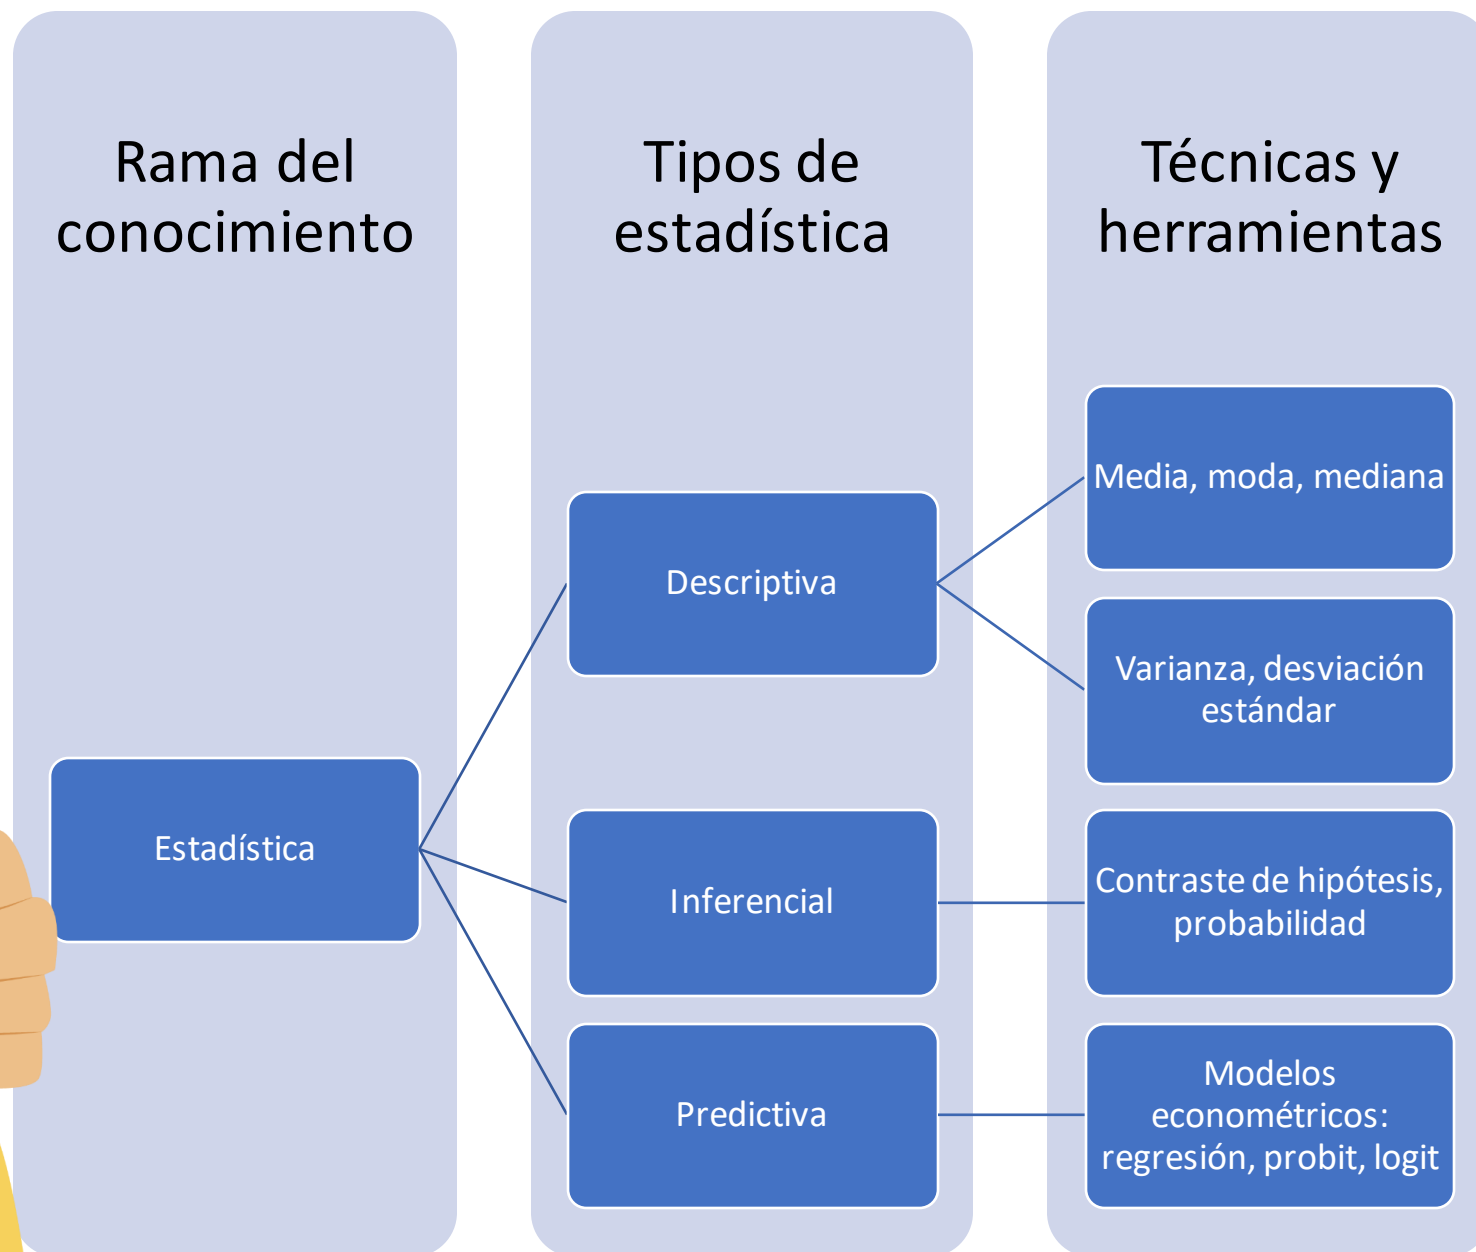 Rama del
conocimiento
Tipos de
estadística
Técnicas y
herramientas
Estadística
Descriptiva
Inferencial
Predictiva
Media, moda, mediana
Varianza, desviación
estándar
Contraste de hipótesis,
probabilidad
Modelos
econométricos:
regresión, probit, logit